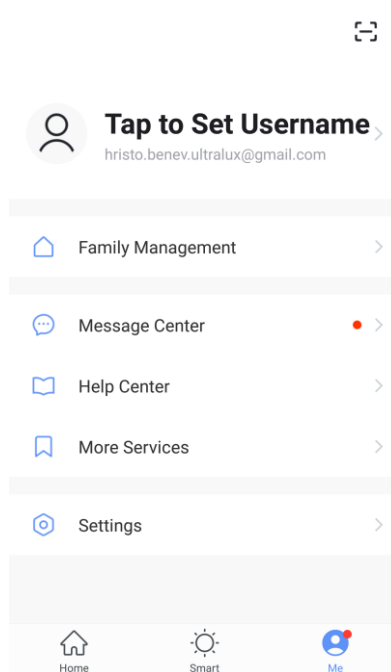 Tap to Set Username
hristo.benev.ultralux@gmail.com
Family Management
Message Center
Help Center
More Services
Settings
Home
Smart
Me